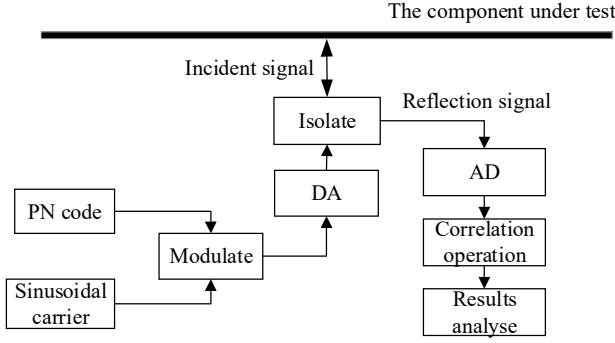 The component under test
Incident signal
Isolate
Reflection signal
DA
AD
PN code
Modulate
Correlation
operation
Sinusoidal
carrier
Results
analyse